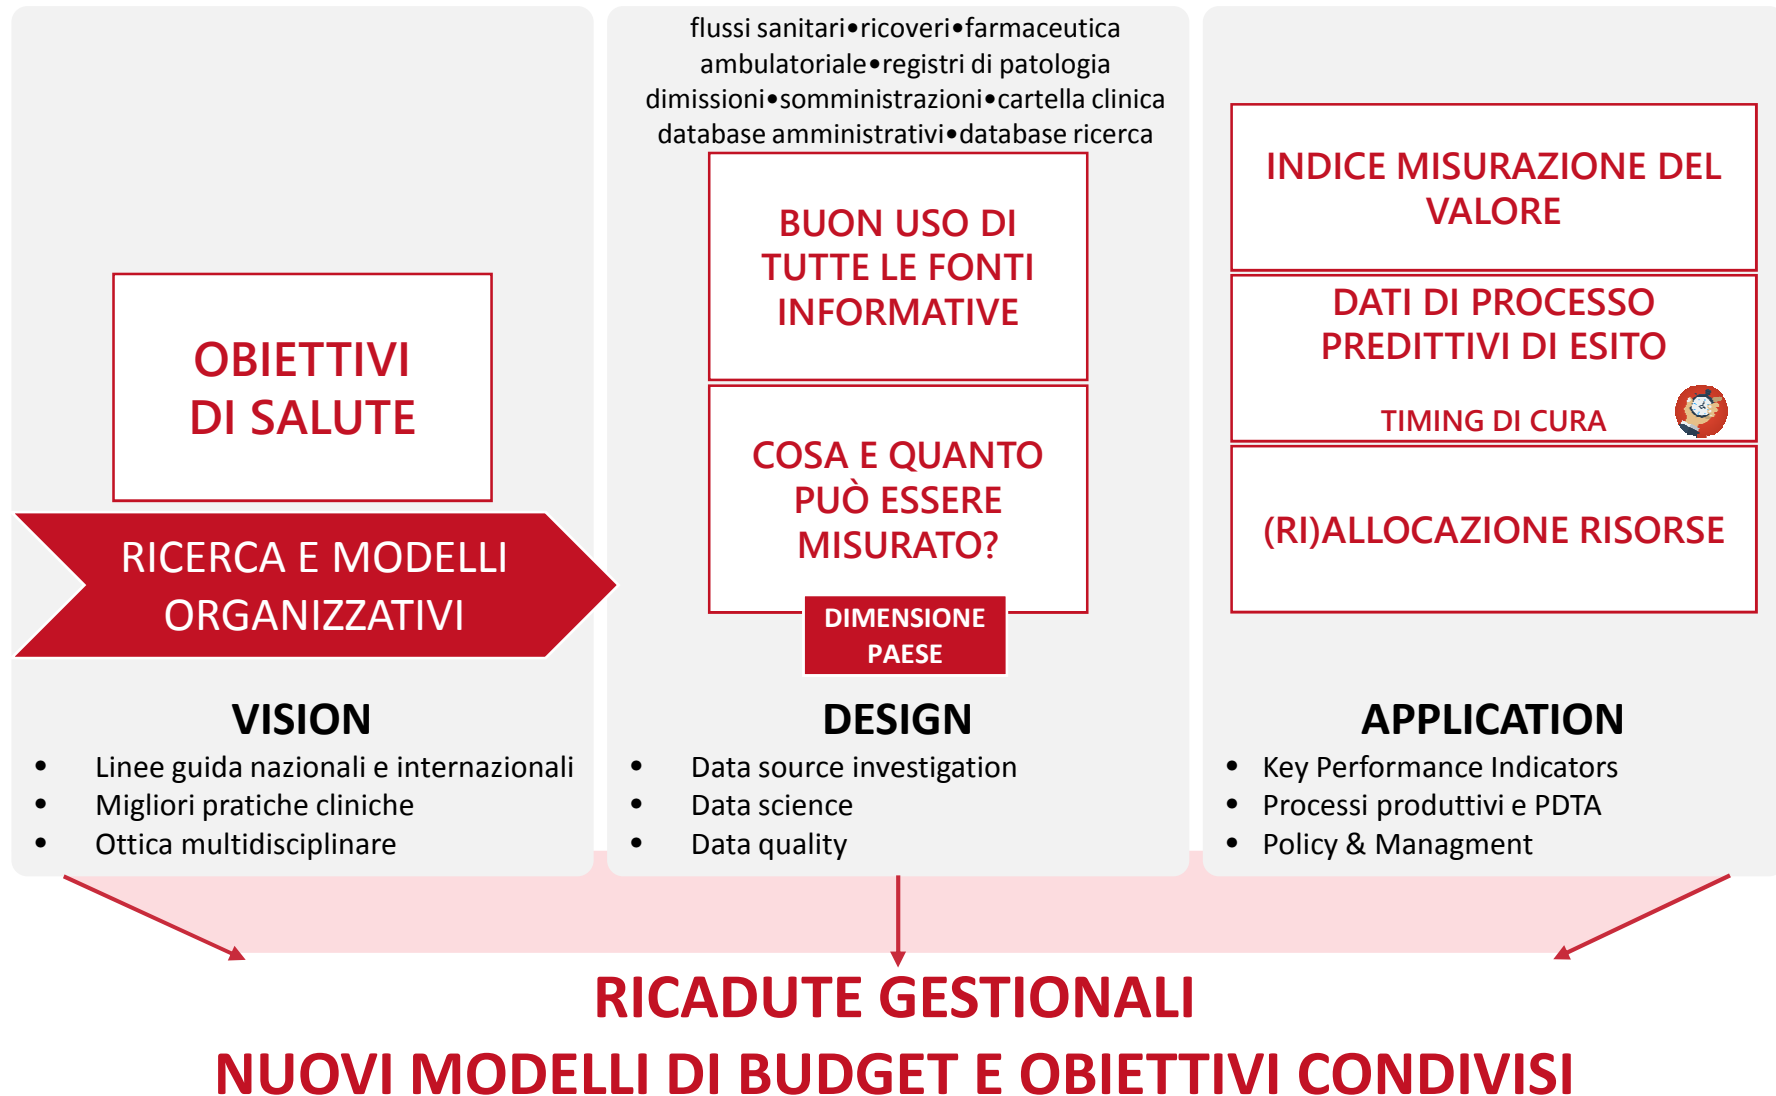 OBIETTIVI
DI SALUTE
RICERCA E MODELLI
ORGANIZZATIVI
VISION
• Linee guida nazionali e internazionali
• Migliori pratiche cliniche
• Ottica multidisciplinare
flussi sanitari•ricoveri•farmaceutica
ambulatoriale•registri di patologia
dimissioni•somministrazioni•cartella clinica
database amministrativi•database ricerca
BUON USO DI
TUTTE LE FONTI
INFORMATIVE
COSA E QUANTO
PUÒ ESSERE
MISURATO?
DIMENSIONE
PAESE
DESIGN
• Data source investigation
• Data science
• Data quality
INDICE MISURAZIONE DEL
VALORE
DATI DI PROCESSO
PREDITTIVI DI ESITO
TIMING DI CURA
(RI)ALLOCAZIONE RISORSE
APPLICATION
• Key Performance Indicators
• Processi produttivi e PDTA
• Policy & Managment
RICADUTE GESTIONALI
NUOVI MODELLI DI BUDGET E OBIETTIVI CONDIVISI